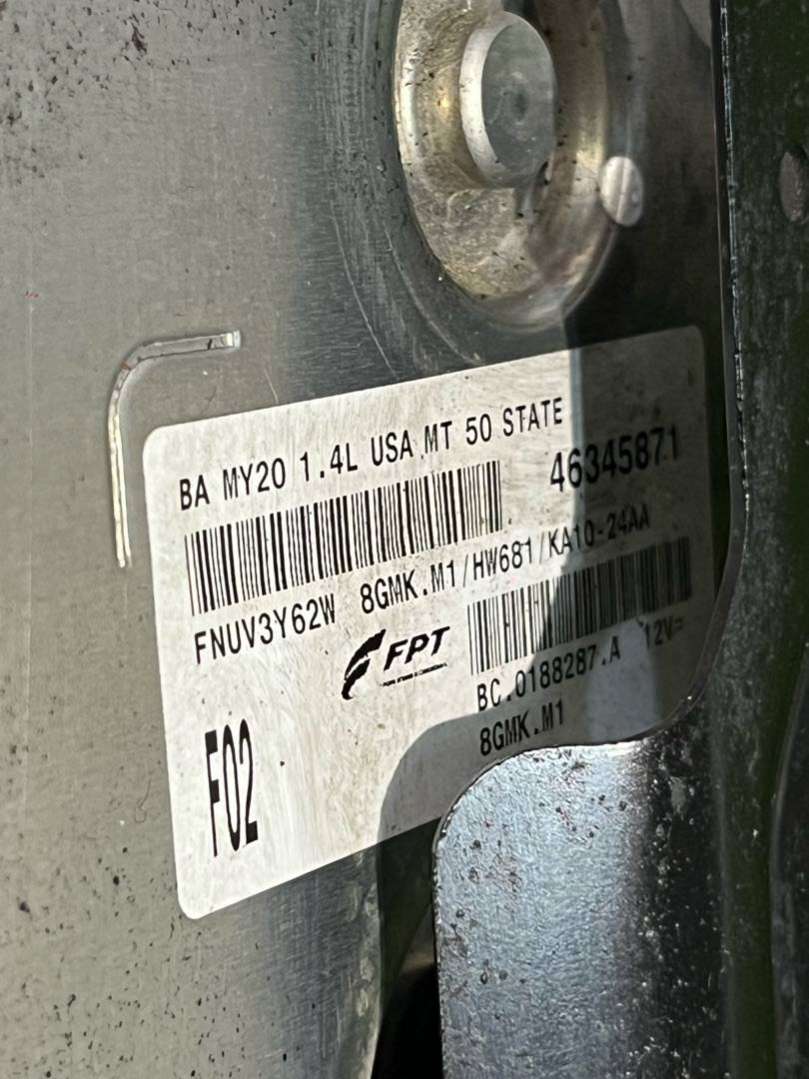 BA MY20 1.4L USA MT 50 STATE
46345871
FNUV3Y62W 8GMK.M1/HW681/KA10-24AA
FPT
BC.0188287.A 12V=
8GMK.M1
F02